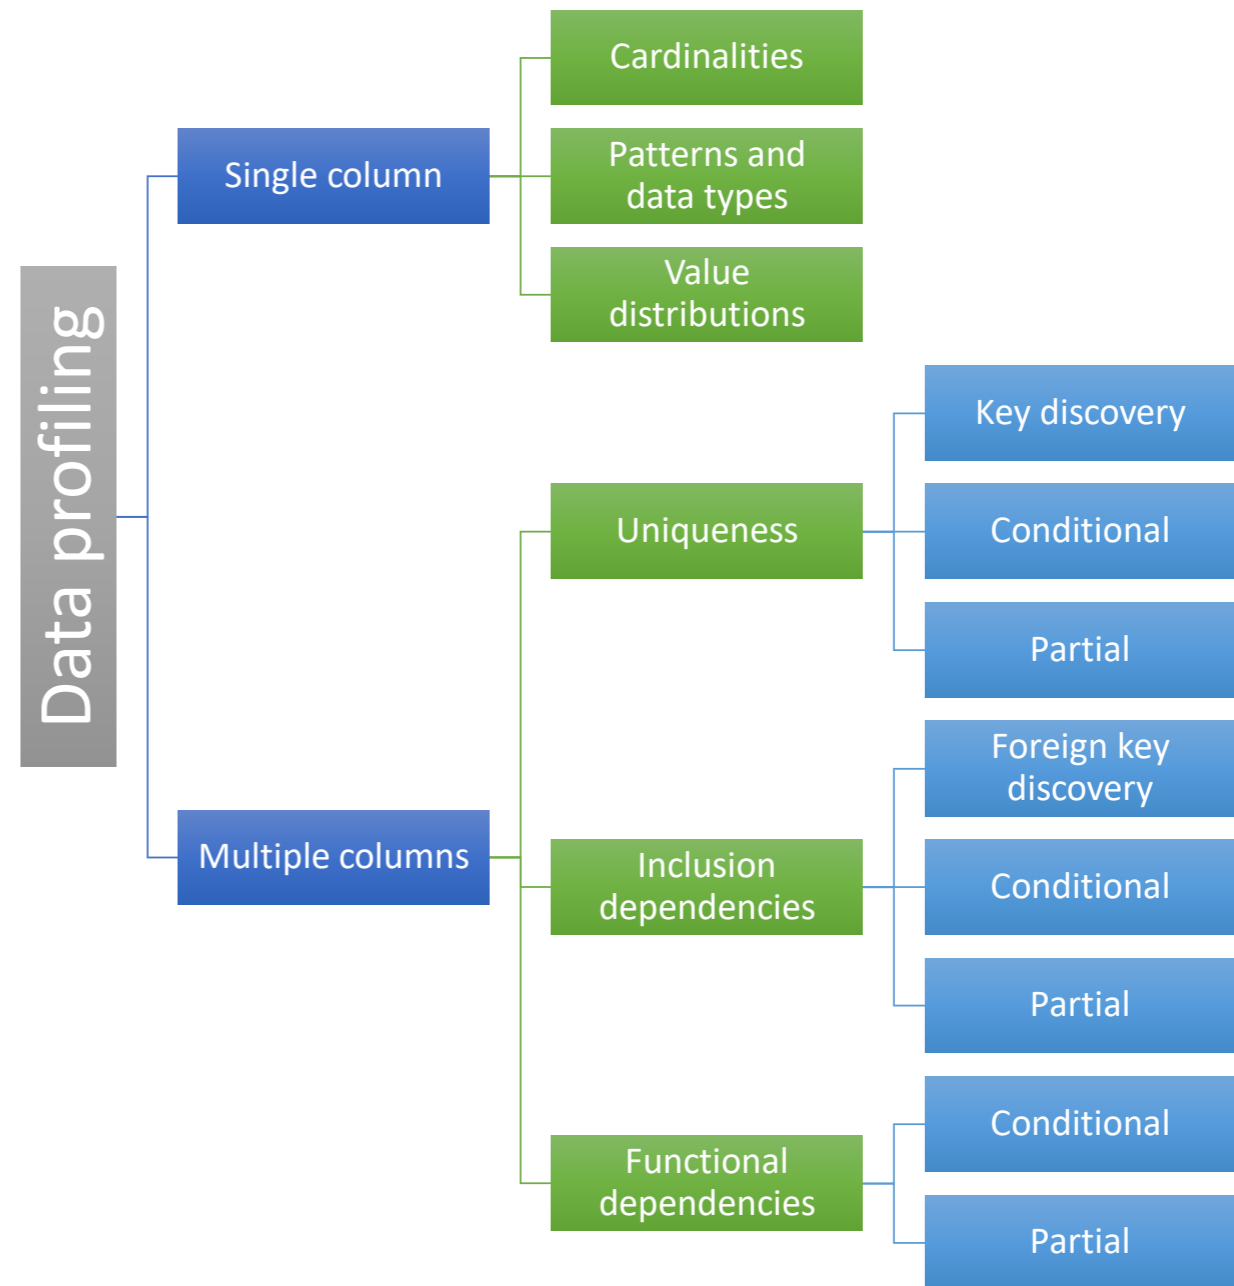 Data profiling
Single column
Cardinalities
Patterns and
data types
Value
distributions
Multiple columns
Uniqueness
Key discovery
Conditional
Partial
Inclusion
dependencies
Foreign key
discovery
Conditional
Partial
Functional
dependencies
Conditional
Partial